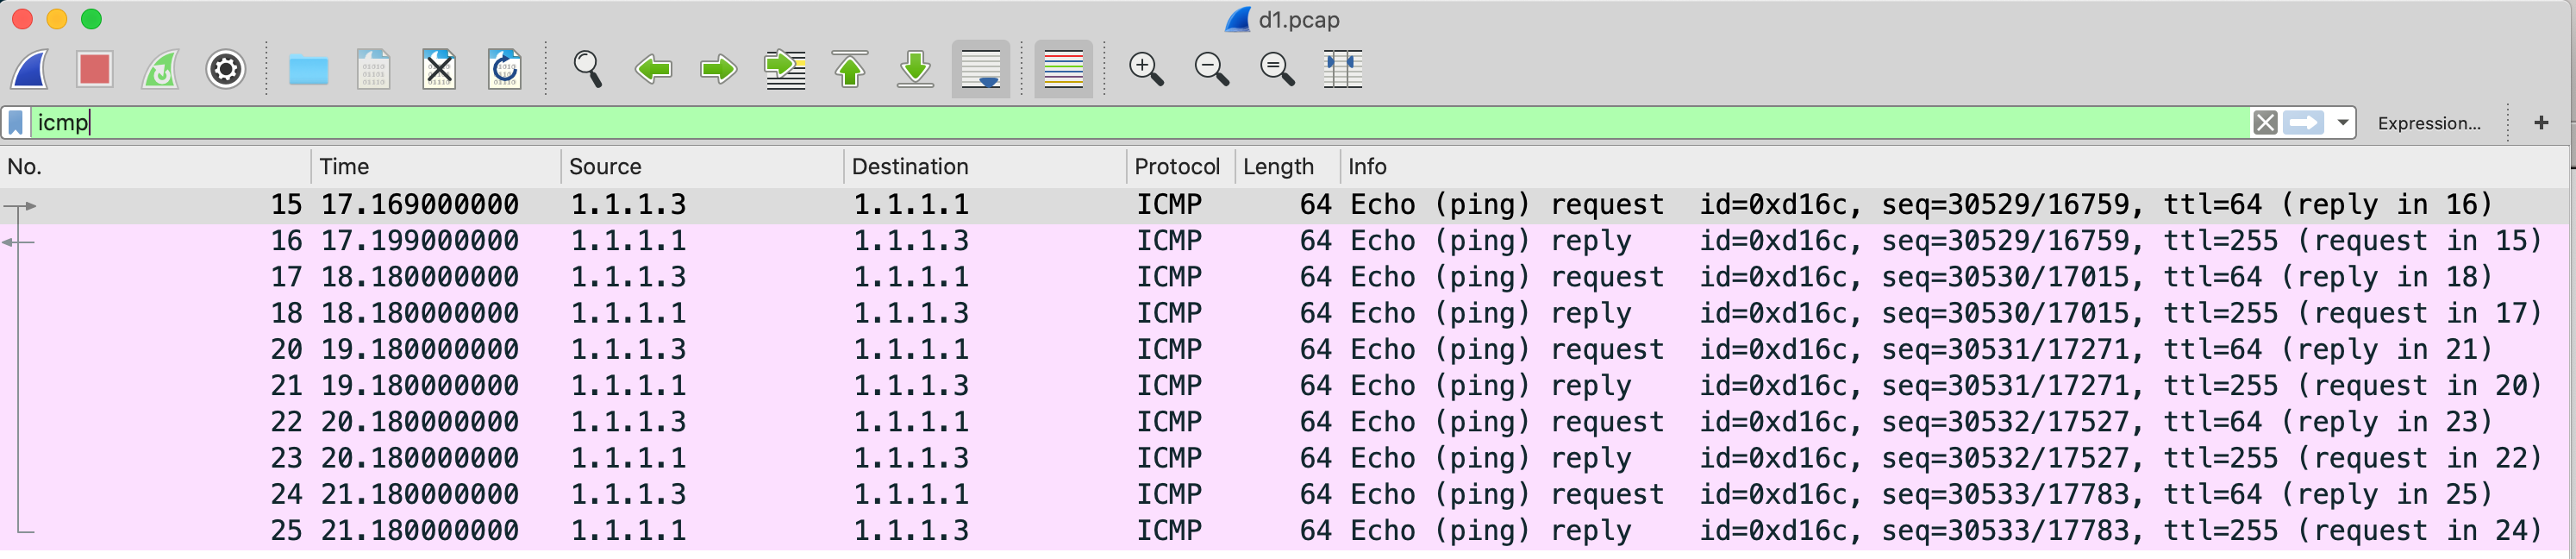 d1.pcap
icmp
Expression...
+
No. Time Source Destination Protocol Length Info
15 17.169000000 1.1.1.3 1.1.1.1 ICMP 64 Echo (ping) request id=0xd16c, seq=30529/16759, ttl=64 (reply in 16)
16 17.199000000 1.1.1.1 1.1.1.3 ICMP 64 Echo (ping) reply id=0xd16c, seq=30529/16759, ttl=255 (request in 15)
17 18.180000000 1.1.1.3 1.1.1.1 ICMP 64 Echo (ping) request id=0xd16c, seq=30530/17015, ttl=64 (reply in 18)
18 18.180000000 1.1.1.1 1.1.1.3 ICMP 64 Echo (ping) reply id=0xd16c, seq=30530/17015, ttl=255 (request in 17)
20 19.180000000 1.1.1.3 1.1.1.1 ICMP 64 Echo (ping) request id=0xd16c, seq=30531/17271, ttl=64 (reply in 21)
21 19.180000000 1.1.1.1 1.1.1.3 ICMP 64 Echo (ping) reply id=0xd16c, seq=30531/17271, ttl=255 (request in 20)
22 20.180000000 1.1.1.3 1.1.1.1 ICMP 64 Echo (ping) request id=0xd16c, seq=30532/17527, ttl=64 (reply in 23)
23 20.180000000 1.1.1.1 1.1.1.3 ICMP 64 Echo (ping) reply id=0xd16c, seq=30532/17527, ttl=255 (request in 22)
24 21.180000000 1.1.1.3 1.1.1.1 ICMP 64 Echo (ping) request id=0xd16c, seq=30533/17783, ttl=64 (reply in 25)
25 21.180000000 1.1.1.1 1.1.1.3 ICMP 64 Echo (ping) reply id=0xd16c, seq=30533/17783, ttl=255 (request in 24)